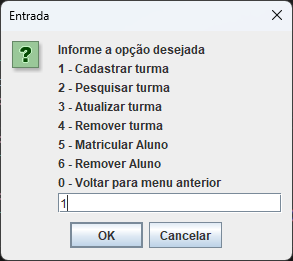 Entrada
Informe a opção desejada
1 - Cadastrar turma
2 - Pesquisar turma
3 - Atualizar turma
4 - Remover turma
5 - Matricular Aluno
6 - Remover Aluno
0 - Voltar para menu anterior
1
OK Cancelar